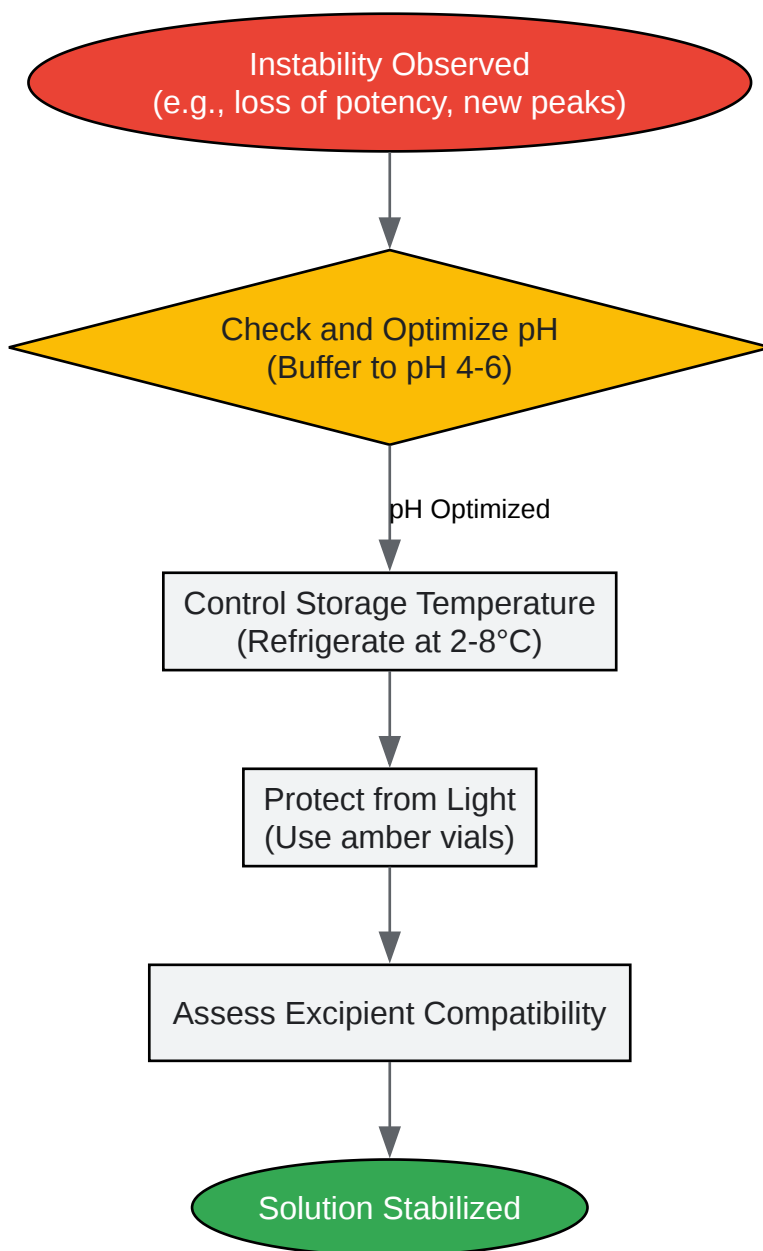 Instability Observed
(e.g., loss of potency, new peaks)
Check and Optimize pH
(Buffer to pH 4-6)
pH Optimized
Control Storage Temperature
(Refrigerate at 2-8°C)
Protect from Light
(Use amber vials)
Assess Excipient Compatibility
Solution Stabilized